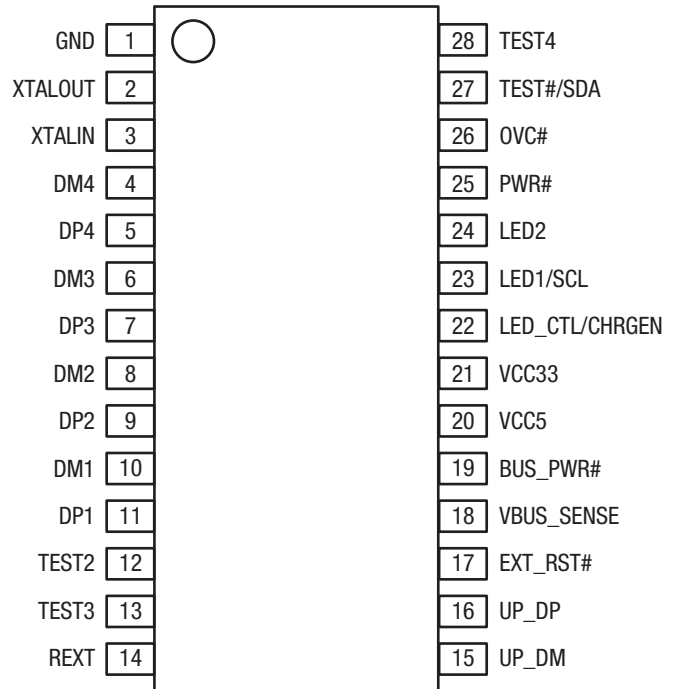 GND 1 28 TEST4
XTALOUT 2 27 TEST#/SDA
XTALIN 3 26 OVC#
DM4 4 25 PWR#
DP4 5 24 LED2
DM3 6 23 LED1/SCL
DP3 7 22 LED_CTL/CHRGEN
DM2 8 21 VCC33
DP2 9 20 VCC5
DM1 10 19 BUS_PWR#
DP1 11 18 VBUS_SENSE
TEST2 12 17 EXT_RST#
TEST3 13 16 UP_DP
REXT 14 15 UP_DM